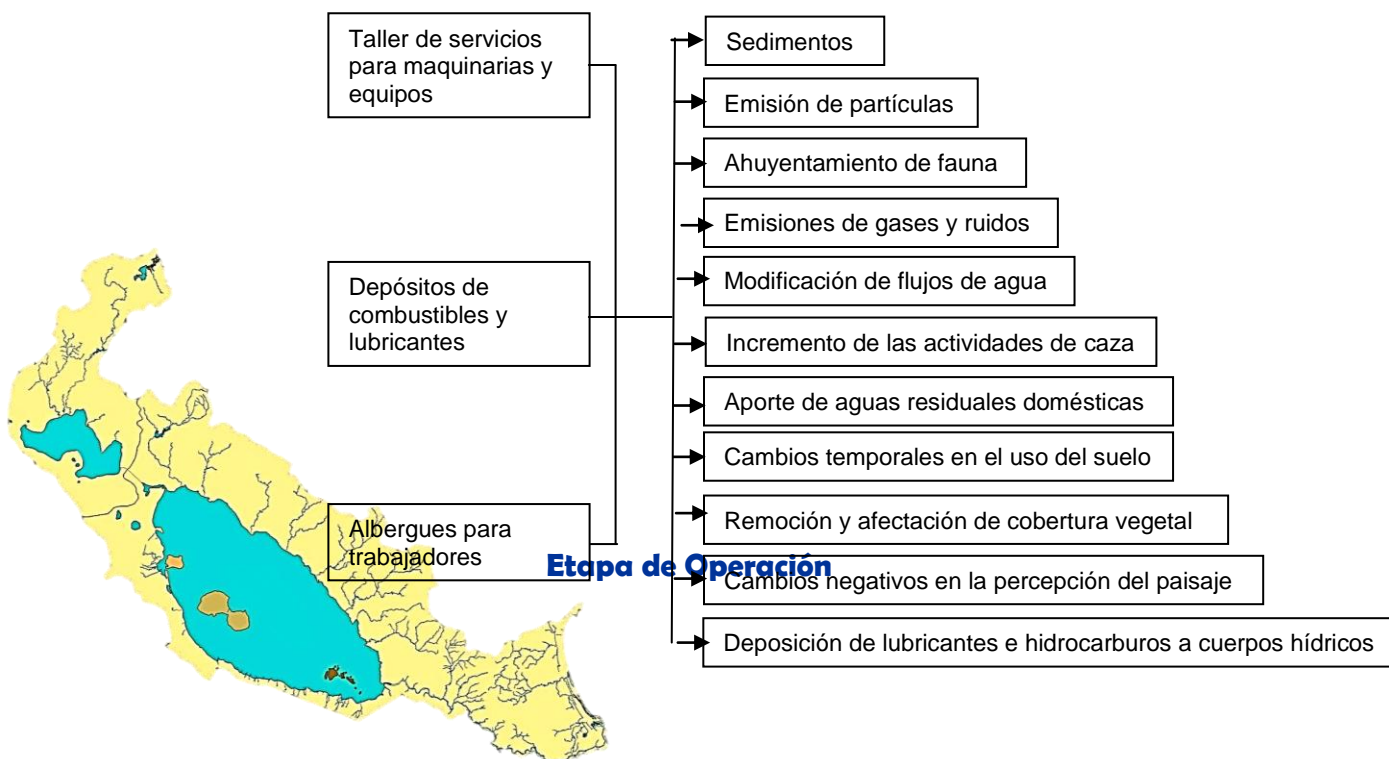 Taller de servicios
para maquinarias y
equipos
Depósitos de
combustibles y
lubricantes
Albergues para
trabajadores
Etapa de Operación
Sedimentos
Emisión de partículas
Ahuyentamiento de fauna
Emisiones de gases y ruidos
Modificación de flujos de agua
Incremento de las actividades de caza
Aporte de aguas residuales domésticas
Cambios temporales en el uso del suelo
Remoción y afectación de cobertura vegetal
Cambios negativos en la percepción del paisaje
Deposición de lubricantes e hidrocarburos a cuerpos hídricos